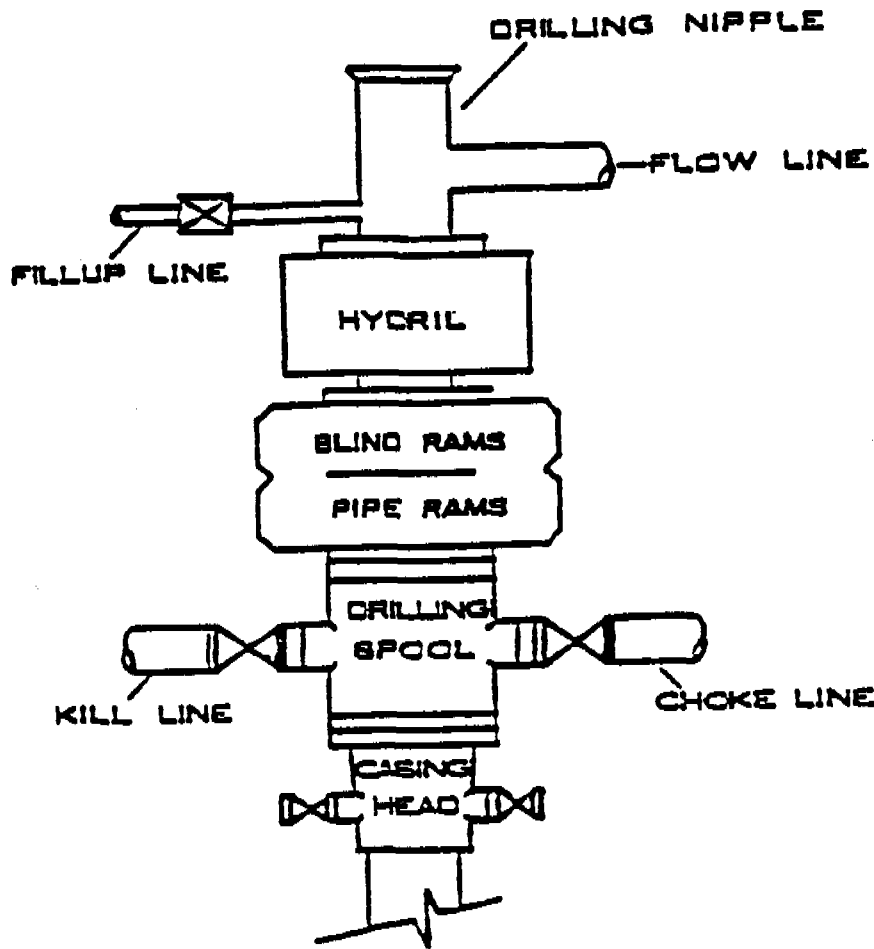 DRILLING NIPPLE
FLOW LINE
FILLUP LINE
HYDRIL
BLIND RAMS
PIPE RAMS
DRILLING
SPOOL
KILL LINE
CHOKE LINE
CASING
HEAD